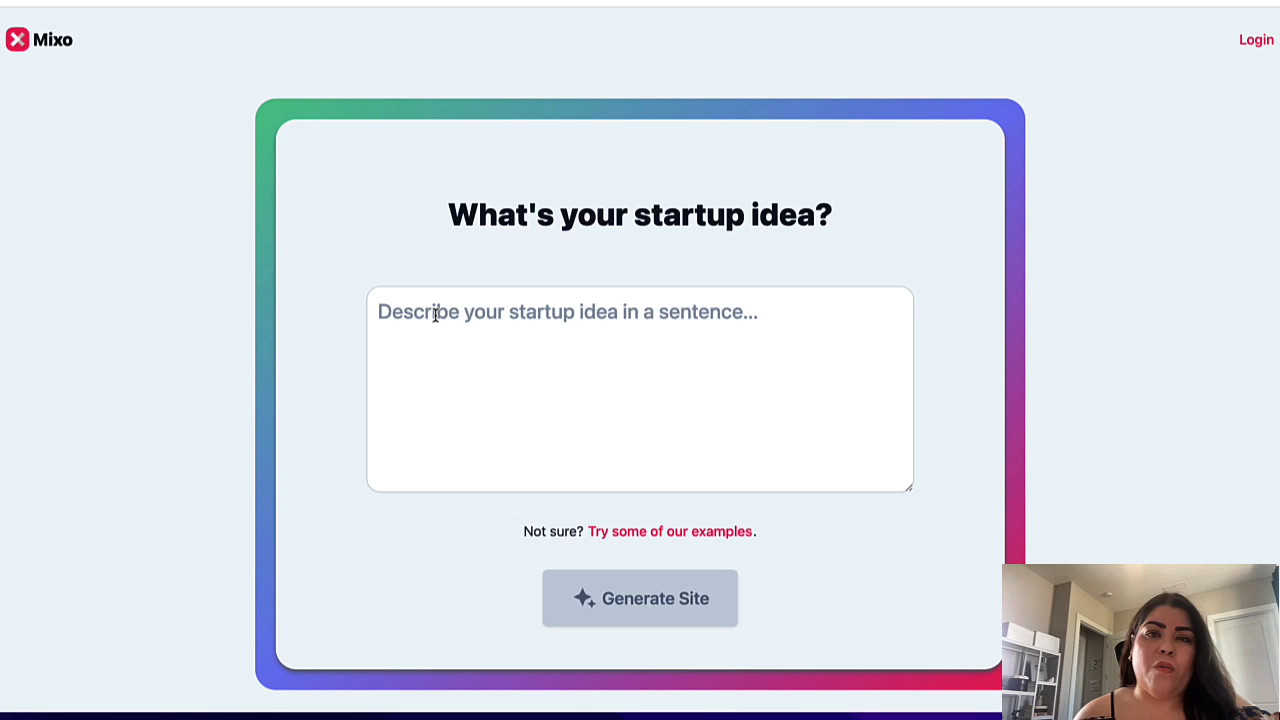 Mixo
Login
What's your startup idea?
Describe your startup idea in a sentence...
Not sure? Try some of our examples.
Generate Site